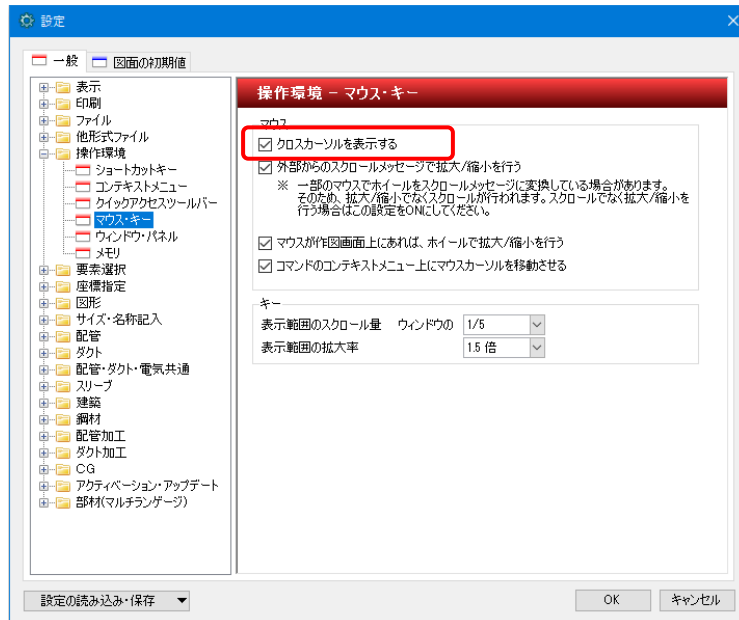 設定
一般
図面の初期値
表示
印刷
ファイル
他形式ファイル
操作環境
ショートカットキー
コンテキストメニュー
クイックアクセスツールバー
マウス・キー
ウィンドウ・パネル
メモリ
要素選択
座標指定
図形
サイズ・名称記入
配管
ダクト
配管・ダクト・電気共通
スリーブ
建築
鋼材
配管加工
ダクト加工
CG
アクティベーション・アップデート
部材(マルチランゲージ)
操作環境 - マウス・キー
マウス
クロスカーソルを表示する
外部からのスクロールメッセージで拡大/縮小を行う
※ 一部のマウスでホイールをスクロールメッセージに変換している場合があります。
そのため、拡大/縮小でなくスクロールが行われます。スクロールでなく拡大/縮小を
行う場合はこの設定をONにしてください。
マウスが作図画面上にあれば、ホイールで拡大/縮小を行う
コマンドのコンテキストメニュー上にマウスカーソルを移動させる
キー
表示範囲のスクロール量 ウィンドウの 1/5
表示範囲の拡大率 1.5 倍
設定の読み込み・保存
OK
キャンセル